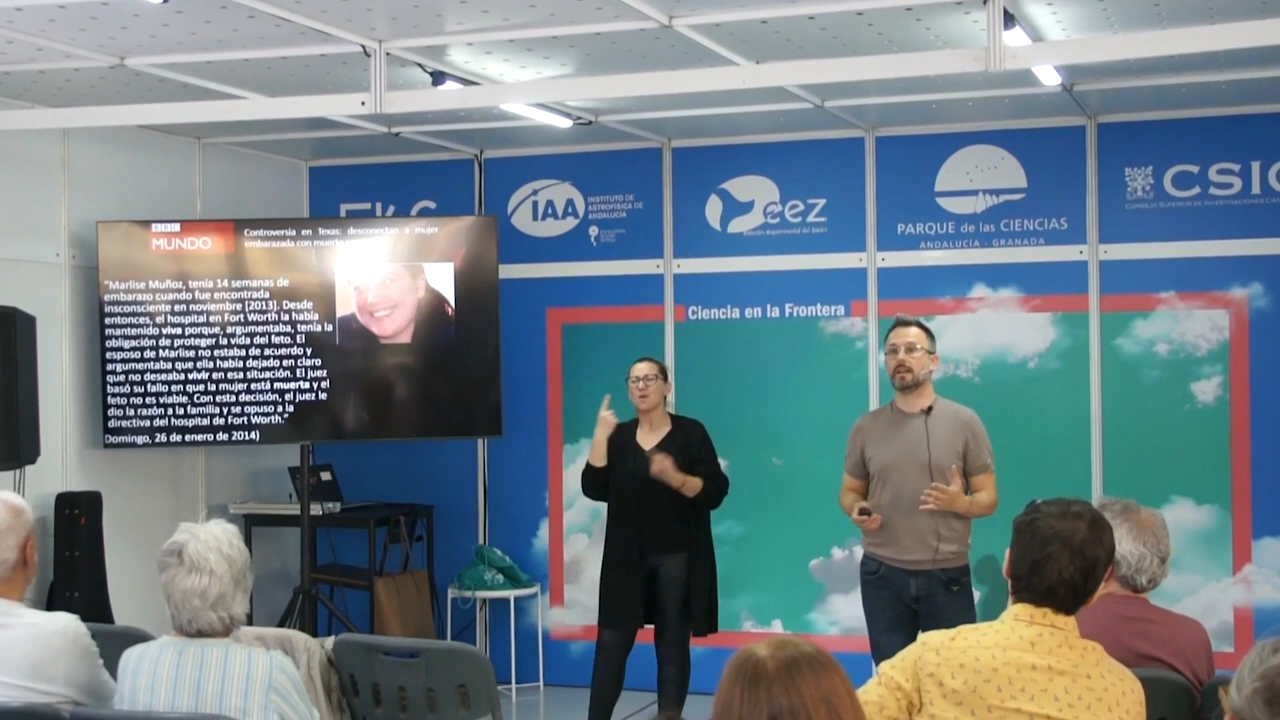 BBC
MUNDO
Controversia en Texas: desconectan a mujer
embarazada con muerte
"Marlise Muñoz, tenía 14 semanas de
embarazo cuando fue encontrada
insconsciente en noviembre [2013]. Desde
entonces, el hospital en Fort Worth la había
mantenido viva porque, argumentaba, tenía la
obligación de proteger la vida del feto. El
esposo de Marlise no estaba de acuerdo y
argumentaba que ella había dejado en claro
que no deseaba vivir en esa situación. El juez
basó su fallo en que la mujer está muerta y el
feto no es viable. Con esta decisión, el juez le
dio la razón a la familia y se opuso a la
directiva del hospital de Fort Worth."
Domingo, 26 de enero de 2014)
IAA
INSTITUTO DE
ASTROFÍSICA DE
ANDALUCÍA
eez
Estación Experimental del Zaidín
PARQUE de las CIENCIAS
ANDALUCÍA - GRANADA
CSIC
CONSEJO SUPERIOR DE INVESTIGACIONES
Ciencia en la Frontera